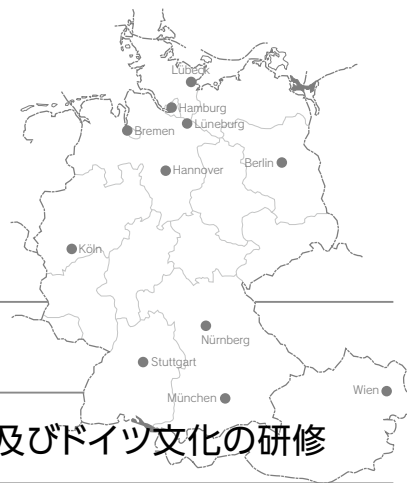 Lübeck
Hamburg
Lüneburg
Bremen
Berlin
Hannover
Köln
Nürnberg
Stuttgart
München
Wien
及びドイツ文化の研修